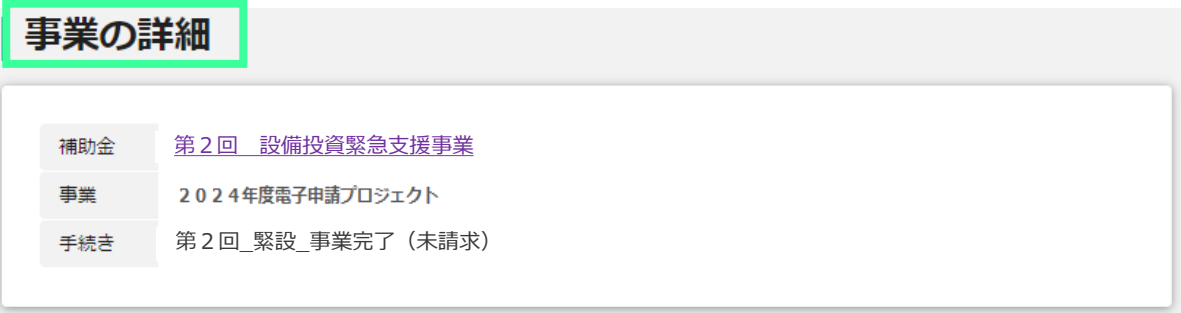 事業の詳細
補助金 第２回　設備投資緊急支援事業
事業 ２０２４年度電子申請プロジェクト
手続き 第２回_緊設_事業完了（未請求）